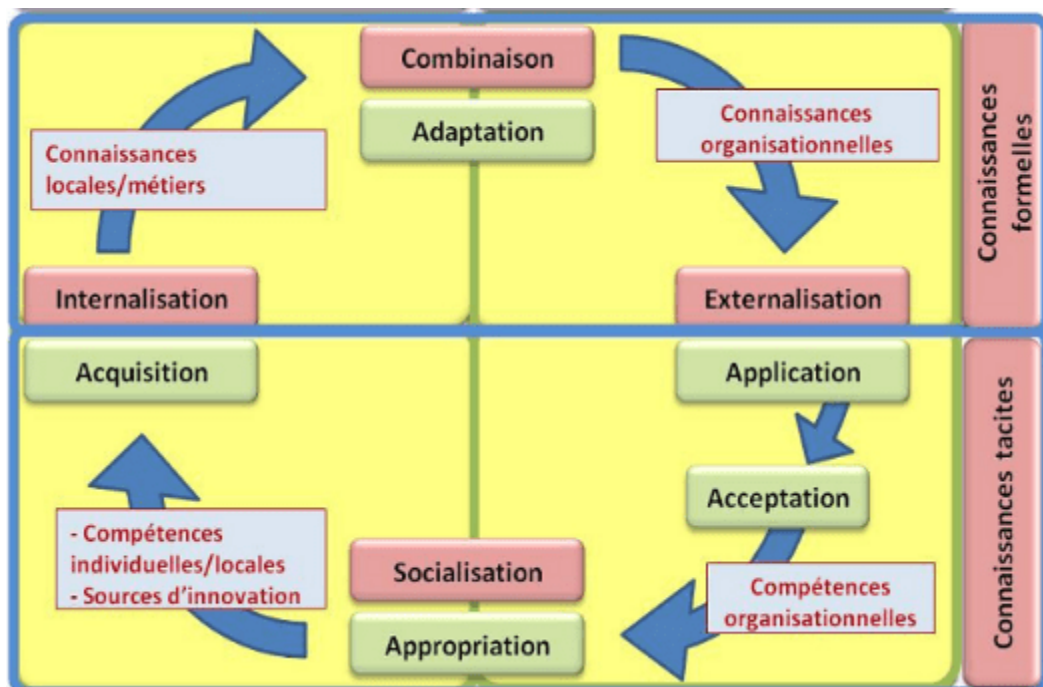 Combinaison
Adaptation
Connaissances
locales/métiers
Connaissances
organisationnelles
Internalisation
Externalisation
Connaissances
formelles
Acquisition
Application
Acceptation
- Compétences
individuelles/locales
- Sources d'innovation
Socialisation
Appropriation
Compétences
organisationnelles
Connaissances tacites